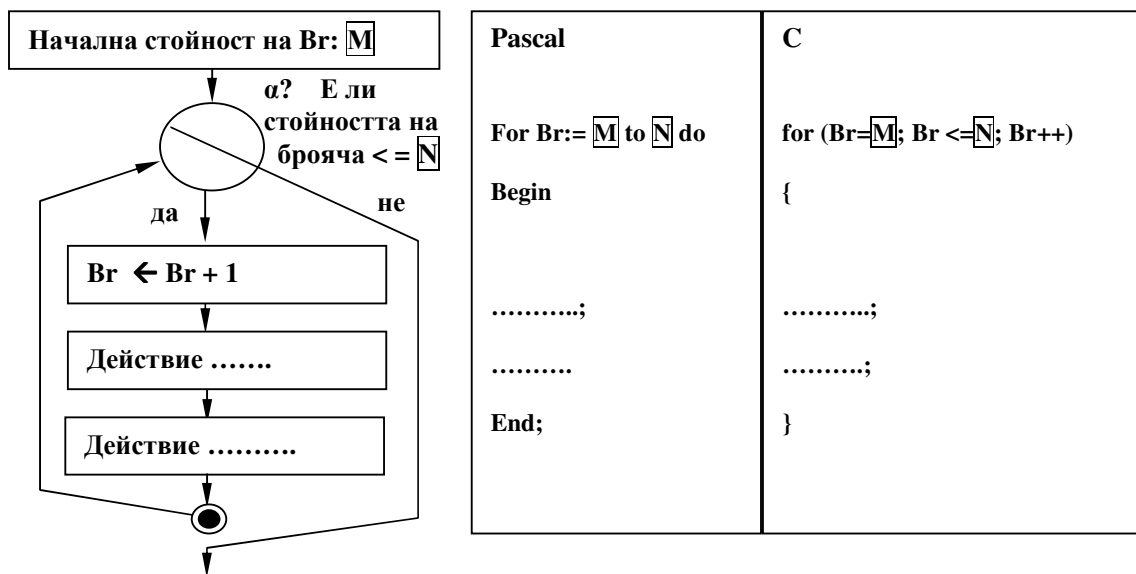 Начална стойност на Br: M
α? Е ли
стойността на
брояча < = N
да
не
Br ← Br + 1
Действие …….
Действие ……….
Pascal
For Br:= M to N do
Begin
………..;
……….
End;
C
for (Br=M; Br <=N; Br++)
{
………..;
……….;
}